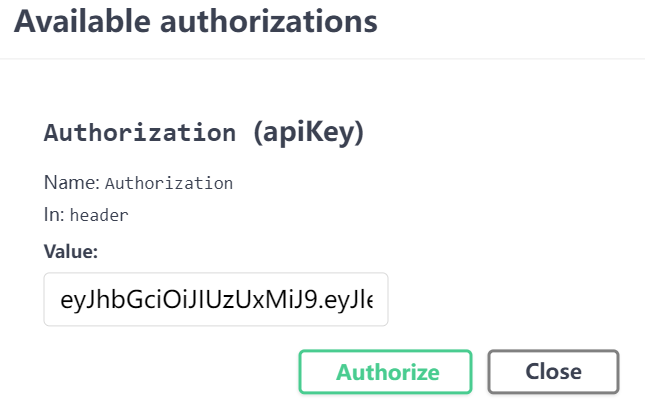 Available authorizations
Authorization (apiKey)
Name: Authorization
In: header
Value:
eyJhbGciOiJIUzUxMiJ9.eyJle
Authorize Close